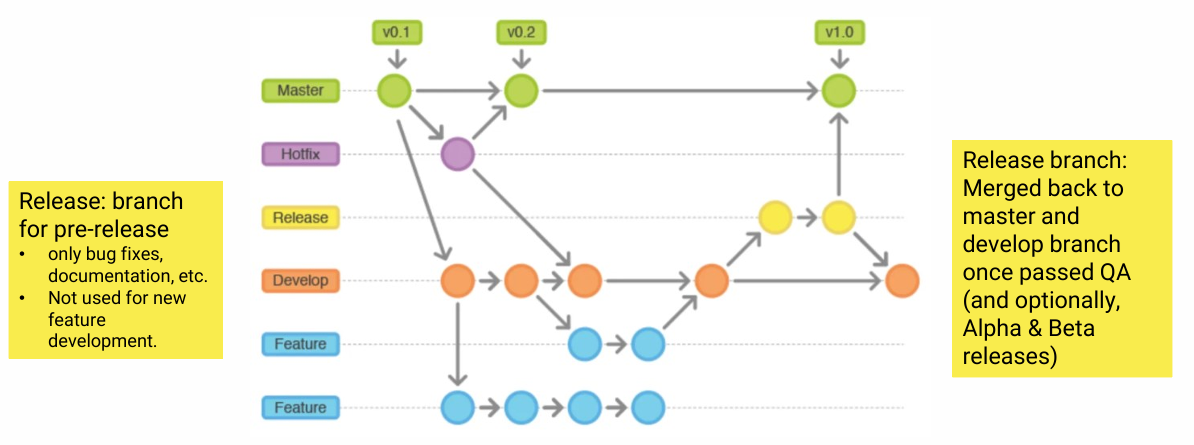 v0.1
v0.2
v1.0
Master
Hotfix
Release
Develop
Feature
Feature
Release: branch
for pre-release
• only bug fixes,
documentation, etc.
• Not used for new
feature
development.
Release branch:
Merged back to
master and
develop branch
once passed QA
(and optionally,
Alpha & Beta
releases)